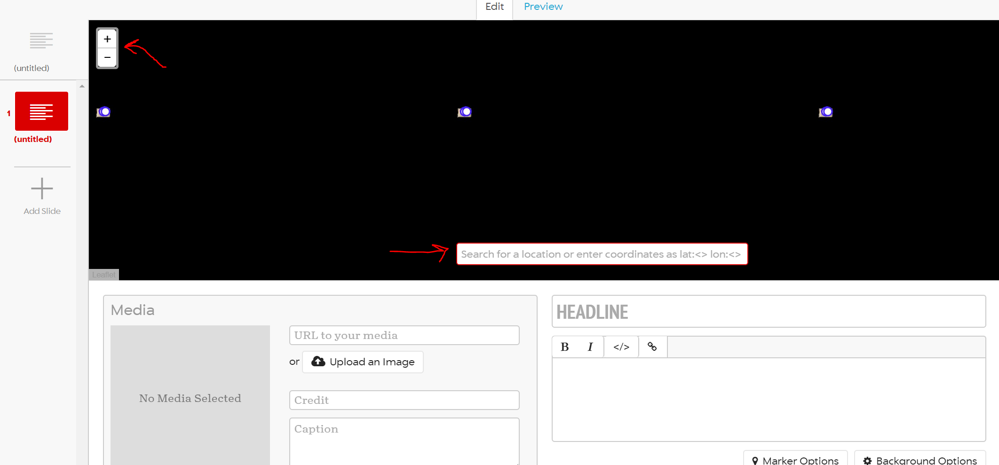 Edit Preview
+
−
(untitled)
1
(untitled)
Add Slide
Search for a location or enter coordinates as lat:<> lon:<>
Leaflet
Media
URL to your media
or Upload an Image
No Media Selected
Credit
Caption
HEADLINE
B I </>
Marker Options Background Options